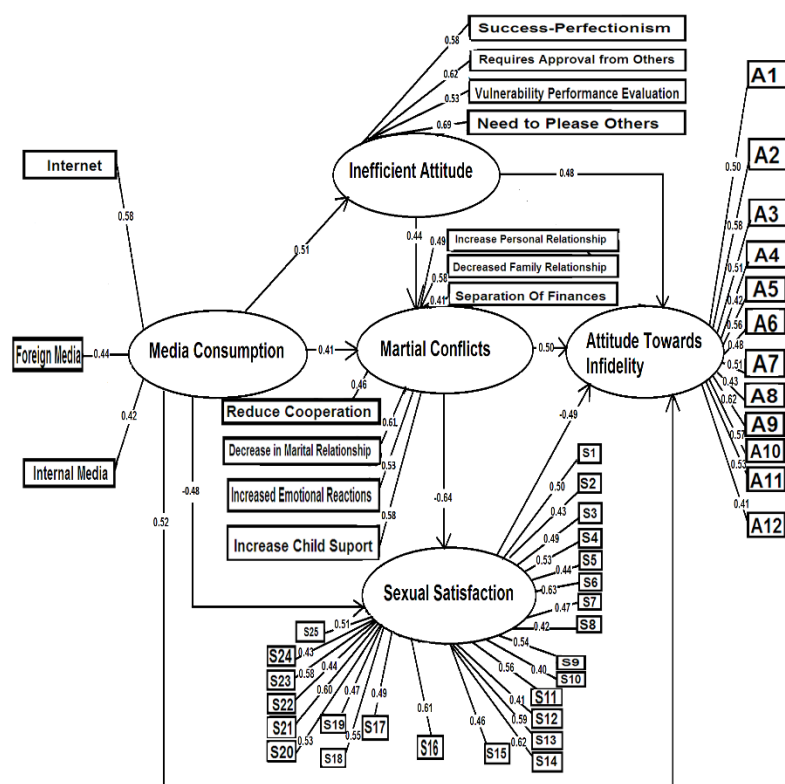 Success-Perfectionism
0.58
Requires Approval from Others
0.62
Vulnerability Performance Evaluation
0.53
Need to Please Others
0.69
Inefficient Attitude
0.48
A1
A2
A3
A4
A5
A6
A7
A8
A9
A10
A11
A12
0.50
0.58
0.51
0.42
0.56
0.48
0.51
0.43
0.62
0.57
0.53
0.41
Internet
0.58
Foreign Media
0.44
Internal Media
0.42
Media Consumption
0.51
0.44
0.49
Increase Personal Relationship
0.58
Decreased Family Relationship
0.41
Separation Of Finances
0.41
Martial Conflicts
0.50
Attitude Towards
Infidelity
0.46
Reduce Cooperation
0.61
Decrease in Marital Relationship
0.53
Increased Emotional Reactions
0.58
Increase Child Suport
-0.48
0.52
-0.64
-0.49
Sexual Satisfaction
S1
0.50
S2
0.43
S3
0.49
S4
0.53
S5
0.44
S6
0.63
S7
0.47
S8
0.42
S9
0.54
S10
0.40
S11
0.56
S12
0.41
S13
0.59
S14
0.62
S15
0.46
S16
0.61
S17
0.49
S18
0.55
S19
0.47
S20
0.53
S21
0.60
S22
0.44
S23
0.58
S24
0.43
S25
0.51